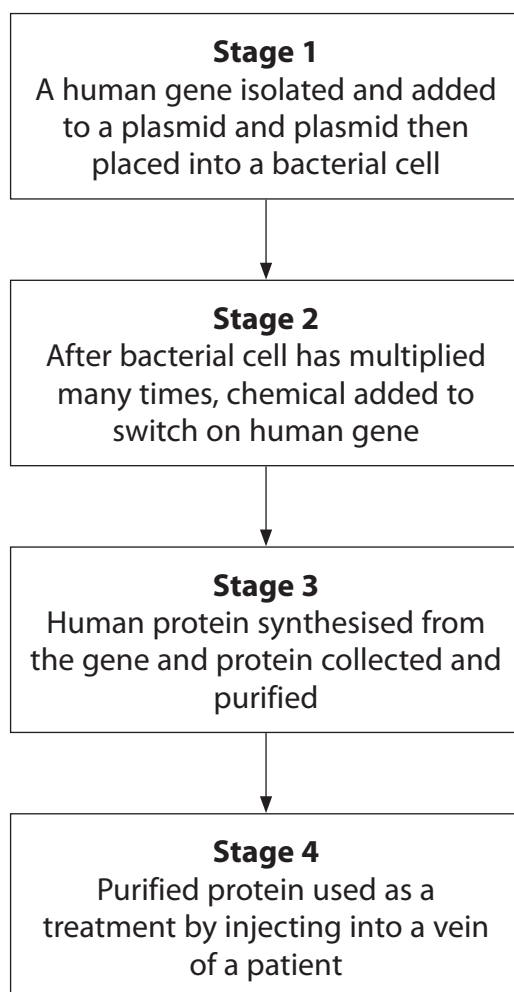 Stage 1
A human gene isolated and added
to a plasmid and plasmid then
placed into a bacterial cell
Stage 2
After bacterial cell has multiplied
many times, chemical added to
switch on human gene
Stage 3
Human protein synthesised from
the gene and protein collected and
purified
Stage 4
Purified protein used as a
treatment by injecting into a vein
of a patient